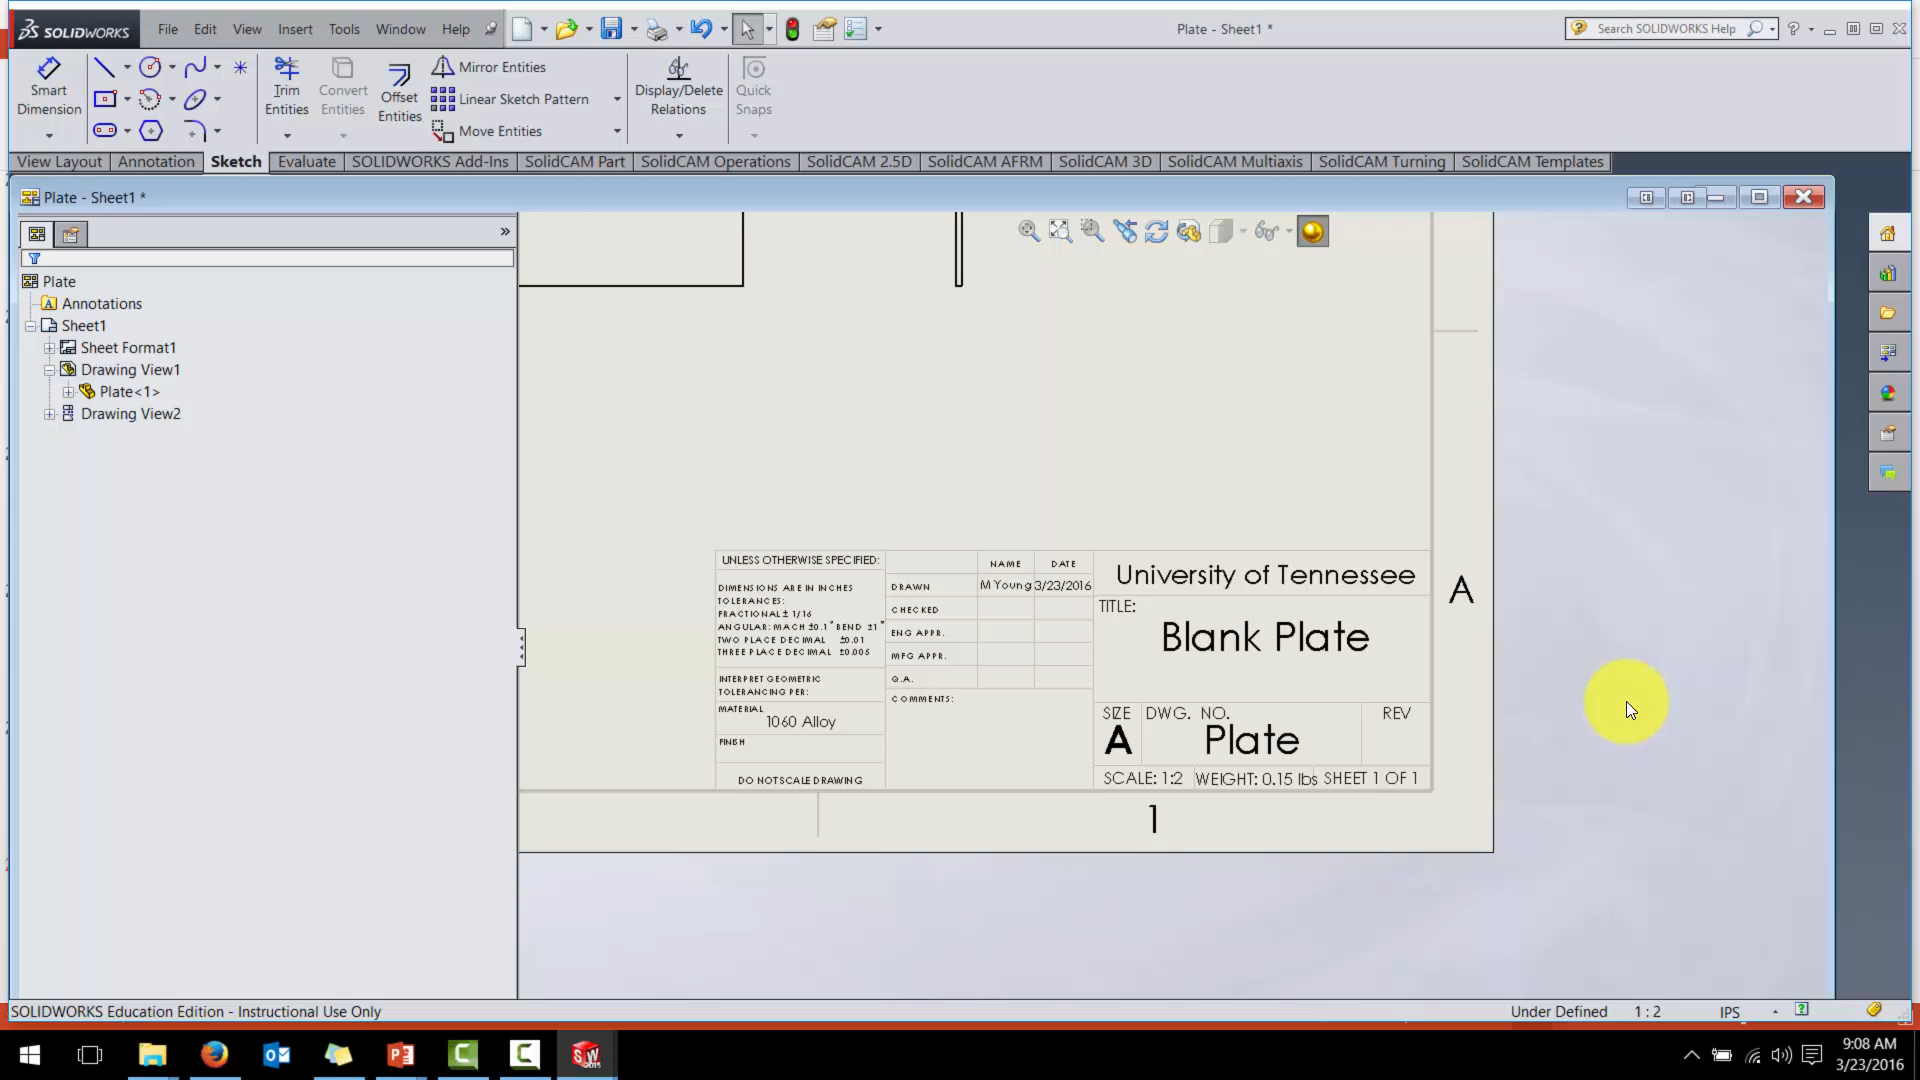 SOLIDWORKS File Edit View Insert Tools Window Help Plate - Sheet1 * Search SOLIDWORKS Help
Smart Dimension
Trim Entities
Convert Entities
Offset Entities
Mirror Entities
Linear Sketch Pattern
Move Entities
Display/Delete Relations
Quick Snaps
View Layout Annotation Sketch Evaluate SOLIDWORKS Add-Ins SolidCAM Part SolidCAM Operations SolidCAM 2.5D SolidCAM AFRM SolidCAM 3D SolidCAM Multiaxis SolidCAM Turning SolidCAM Templates
Plate - Sheet1 *
Plate
Annotations
Sheet1
Sheet Format1
Drawing View1
Plate<1>
Drawing View2
UNLESS OTHERWISE SPECIFIED:
DIMENSIONS ARE IN INCHES
TOLERANCES:
FRACTIONAL± 1/16
ANGULAR: MACH ±0.1° BEND ±1°
TWO PLACE DECIMAL ±0.01
THREE PLACE DECIMAL ±0.005
INTERPRET GEOMETRIC
TOLERANCING PER:
MATERIAL
1060 Alloy
FINISH
DO NOT SCALE DRAWING
NAME DATE
DRAWN M Young 3/23/2016
CHECKED
ENG APPR.
MFG APPR.
Q.A.
COMMENTS:
University of Tennessee
TITLE:
Blank Plate
SIZE DWG. NO. REV
A Plate
SCALE: 1:2 WEIGHT: 0.15 lbs SHEET 1 OF 1
A
1
SOLIDWORKS Education Edition - Instructional Use Only Under Defined 1 : 2 IPS
9:08 AM
3/23/2016